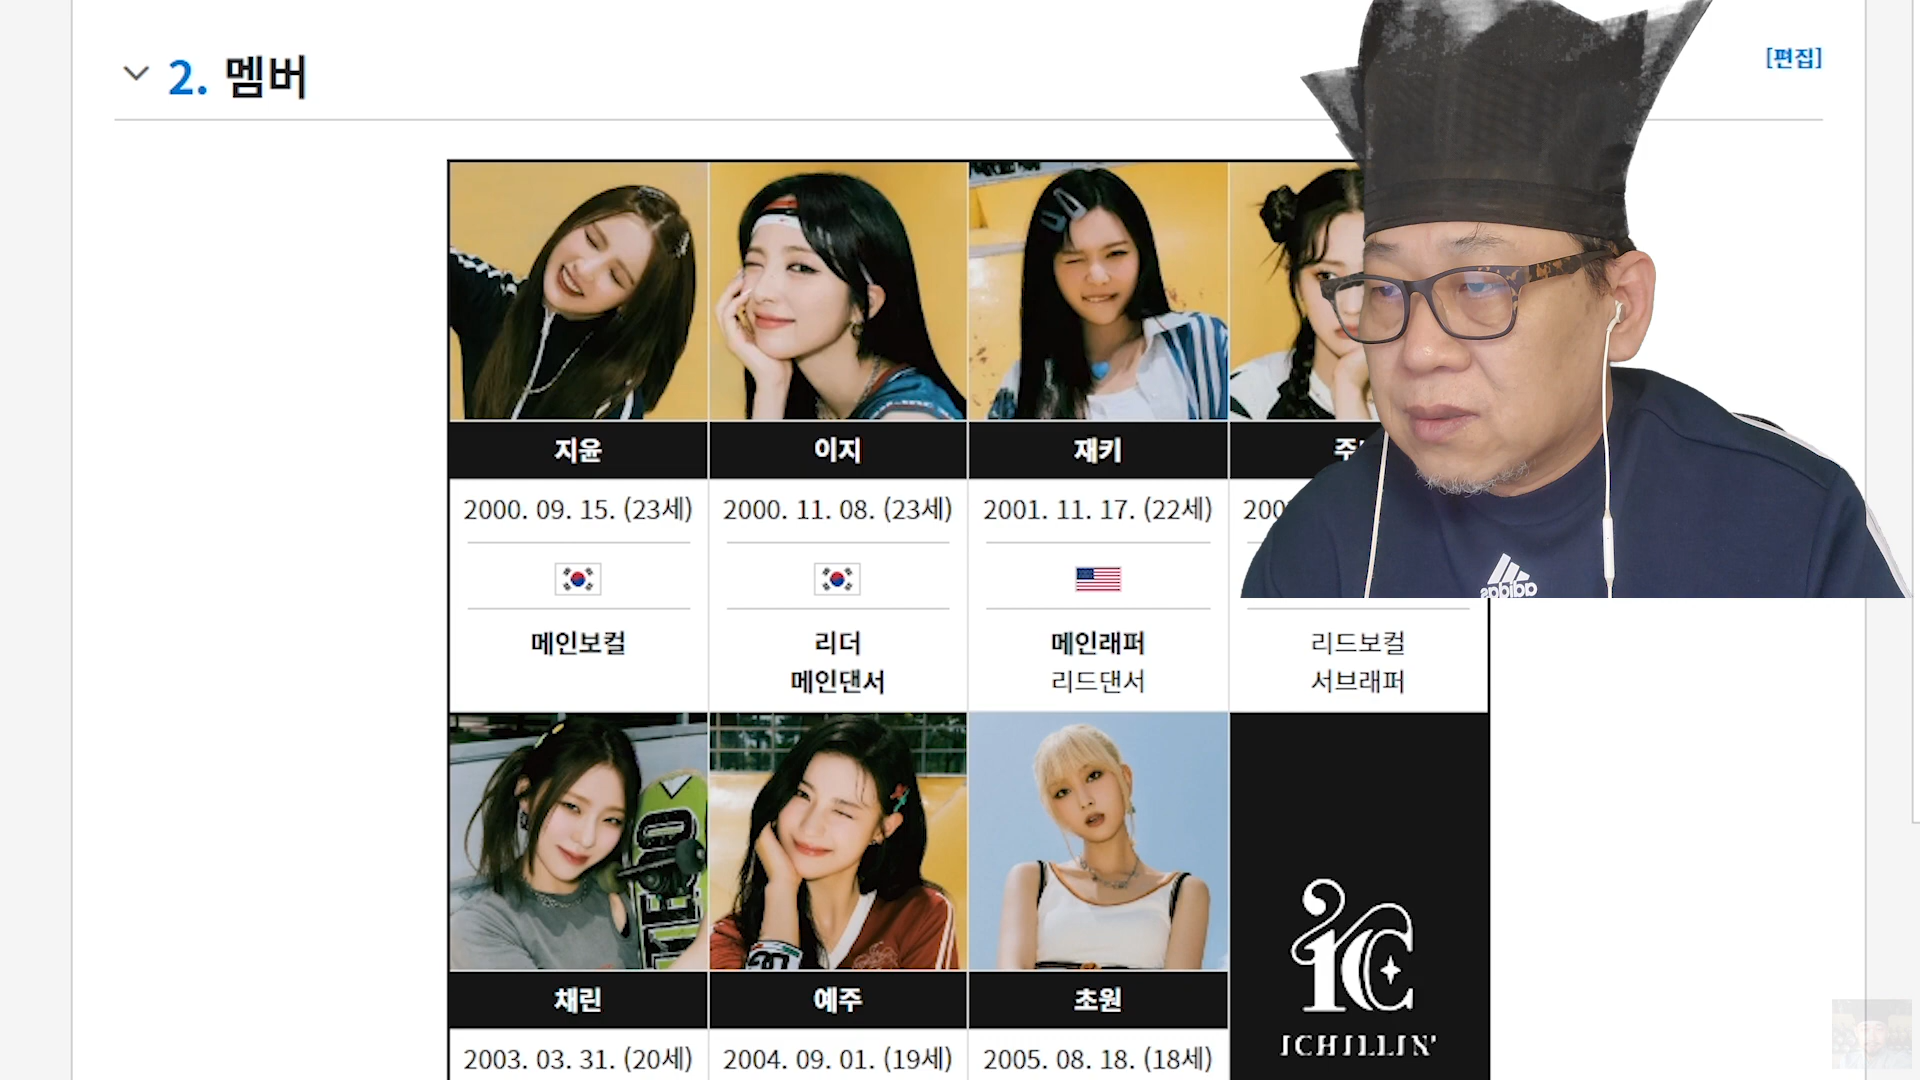 2. 멤버
[편집]
지윤
이지
재키
2000. 09. 15. (23세)
2000. 11. 08. (23세)
2001. 11. 17. (22세)
메인보컬
리더
메인댄서
메인래퍼
리드댄서
리드보컬
서브래퍼
adidas
채린
예주
초원
2003. 03. 31. (20세)
2004. 09. 01. (19세)
2005. 08. 18. (18세)
IC
ICHILLIN'